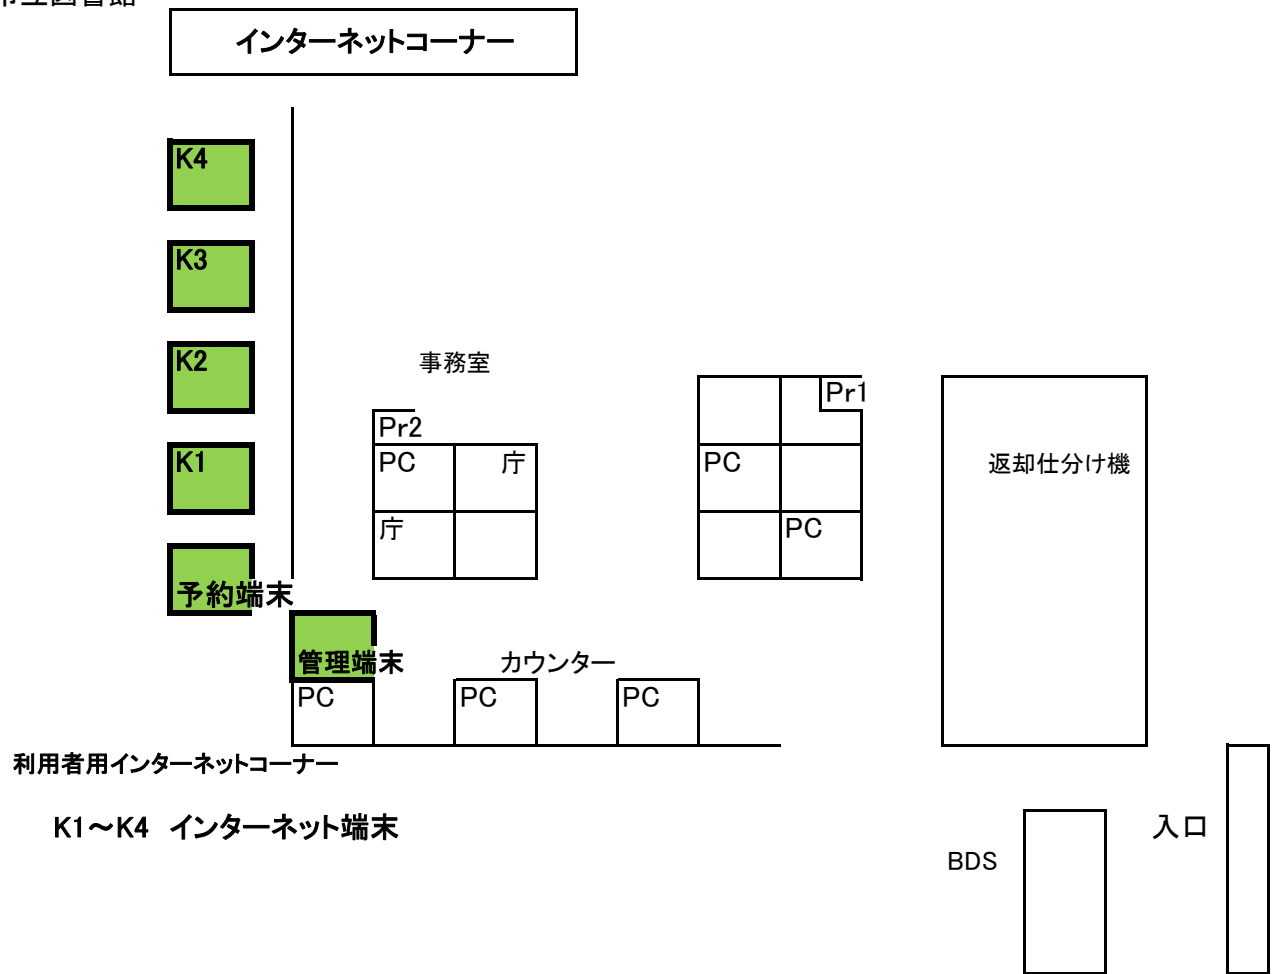 インターネットコーナー
K4
K3
K2
事務室
Pr1
Pr2
K1
PC
庁
PC
返却仕分け機
庁
PC
予約端末
管理端末
カウンター
PC
PC
PC
利用者用インターネットコーナー
K1～K4 インターネット端末
入口
BDS